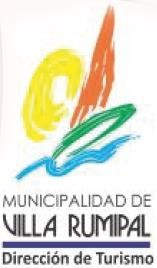 MUNICIPALIDAD DE
VILLA RUMIPAL
Dirección de Turismo